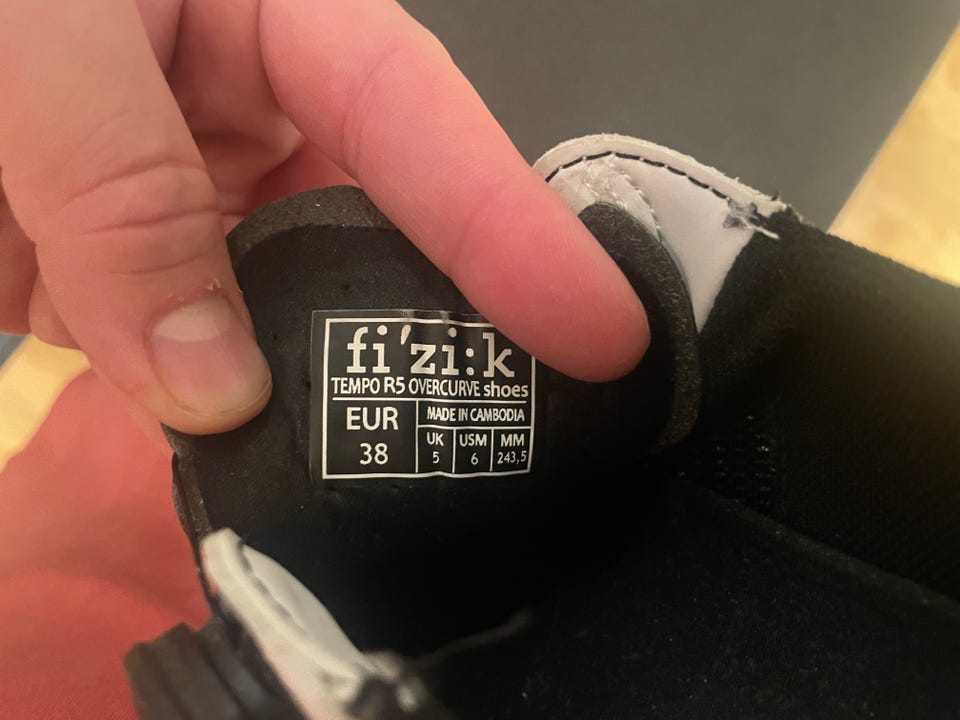 fi'zi:k
TEMPO R5 OVERCURVE shoes
EUR
38
MADE IN CAMBODIA
UK USM MM
5 6 243,5